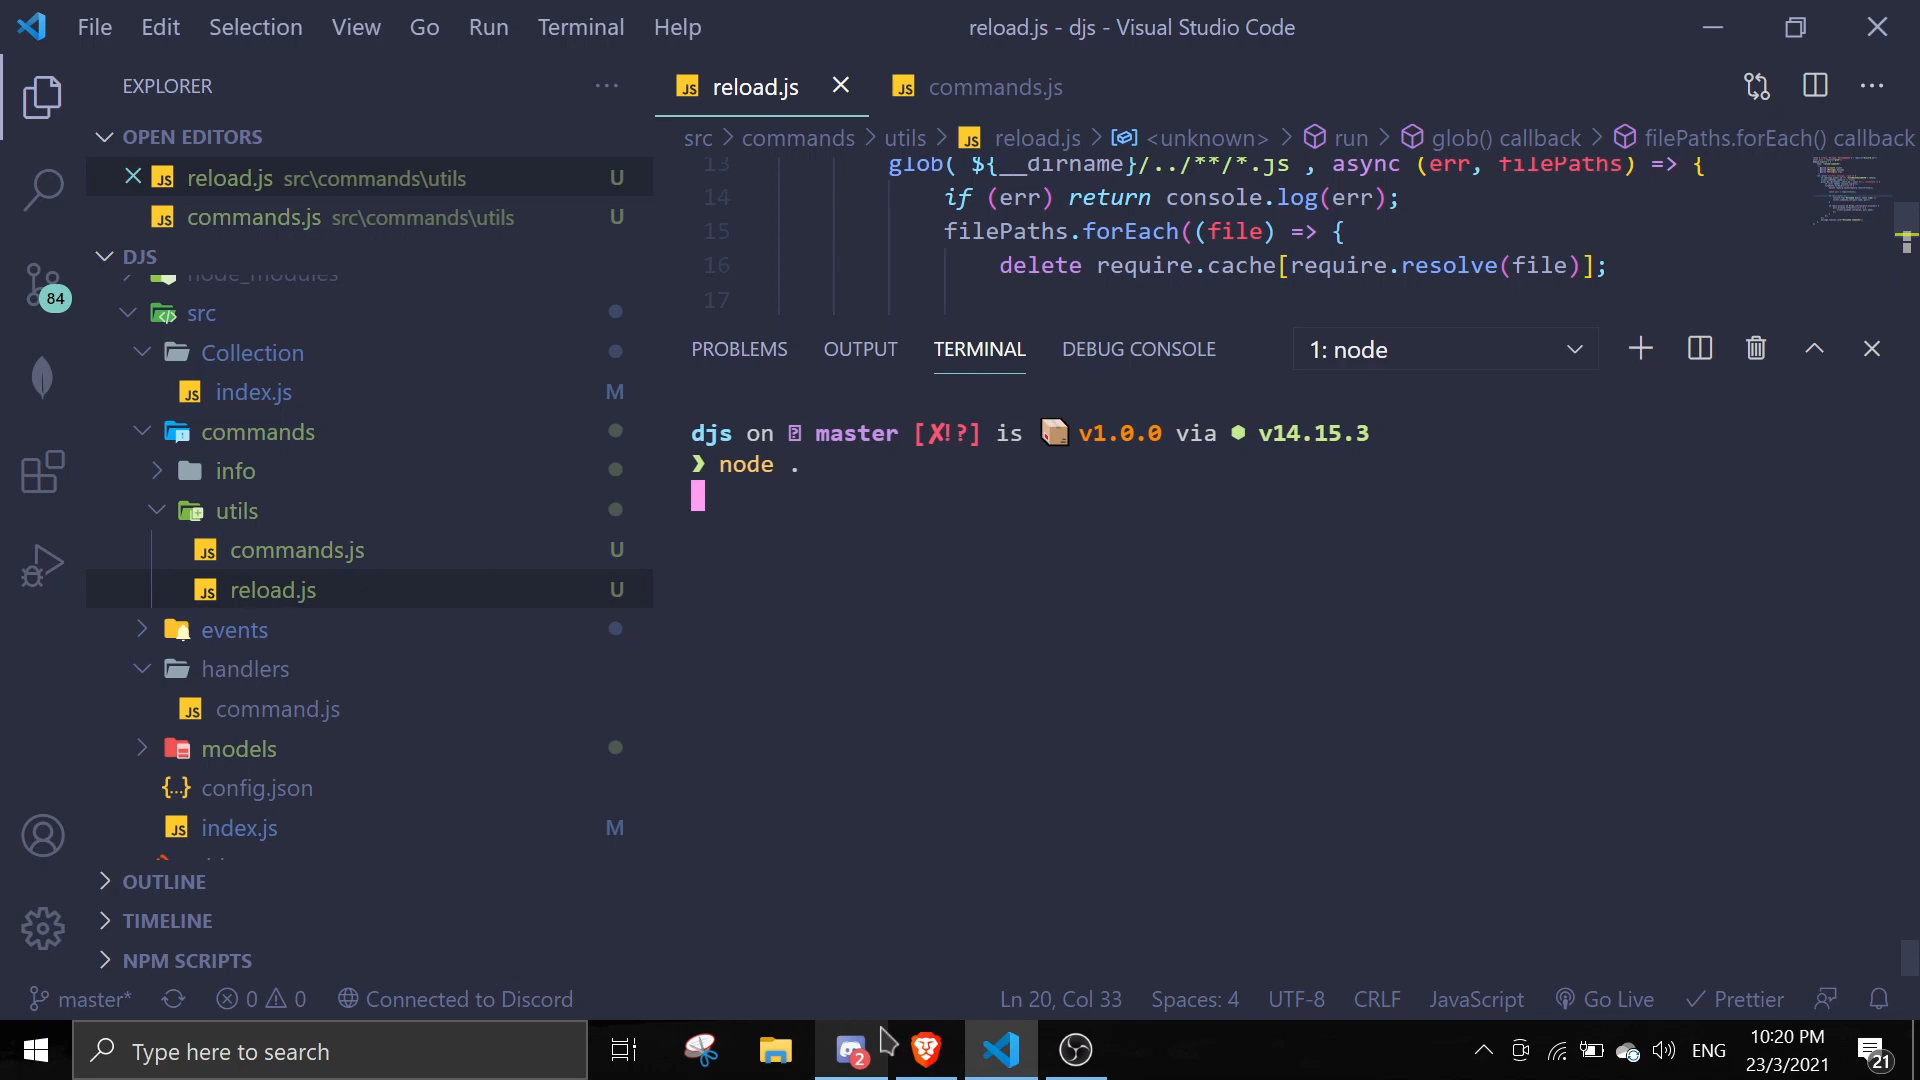 File Edit Selection View Go Run Terminal Help
reload.js - djs - Visual Studio Code
EXPLORER
OPEN EDITORS
reload.js src\commands\utils U
commands.js src\commands\utils U
DJS
node_modules
src
Collection
index.js M
commands
info
utils
commands.js U
reload.js U
events
handlers
command.js
models
config.json
index.js M
OUTLINE
TIMELINE
NPM SCRIPTS
84
reload.js
commands.js
src > commands > utils > reload.js > <unknown> > run > glob() callback > filePaths.forEach() callback
13 glob(`${__dirname}/../**/*.js`, async (err, filePaths) => {
14 if (err) return console.log(err);
15 filePaths.forEach((file) => {
16 delete require.cache[require.resolve(file)];
17
PROBLEMS OUTPUT TERMINAL DEBUG CONSOLE
1: node
djs on master [✘!?] is 📦 v1.0.0 via ⬢ v14.15.3
❯ node .
master* 0 0 Connected to Discord
Ln 20, Col 33 Spaces: 4 UTF-8 CRLF JavaScript Go Live Prettier
Type here to search
2
ENG
10:20 PM
23/3/2021
21